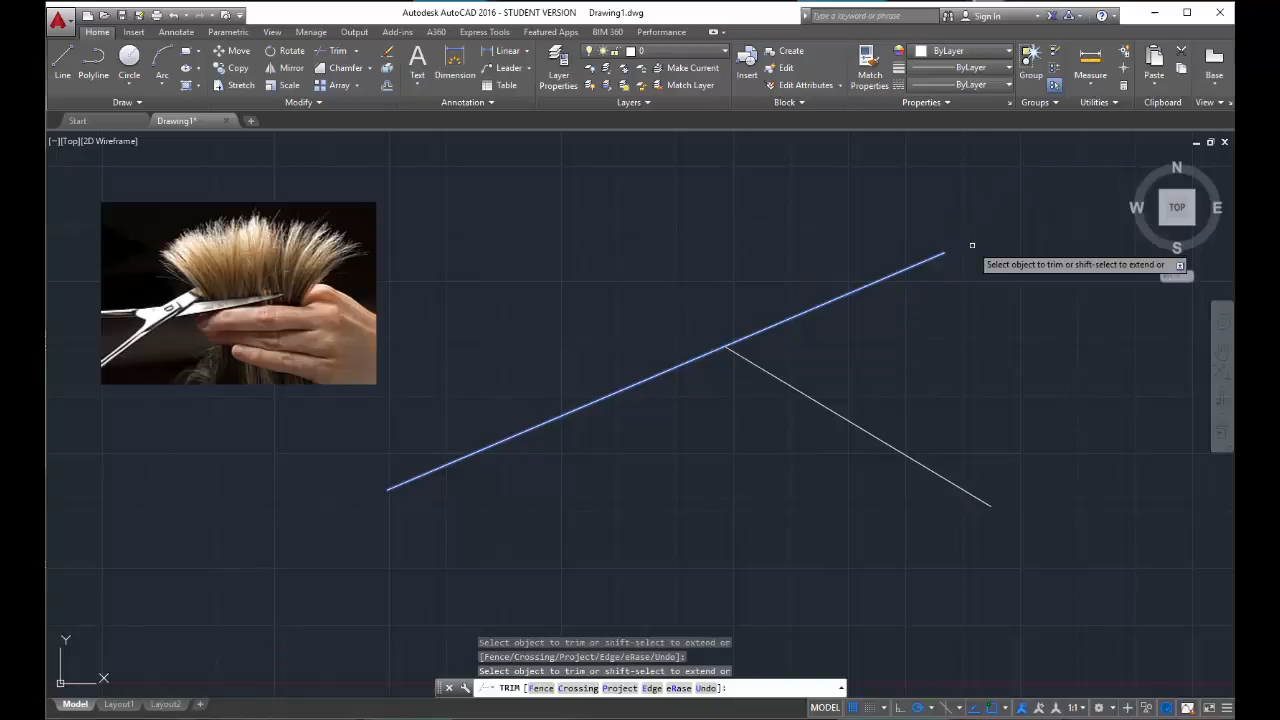 Autodesk AutoCAD 2016 - STUDENT VERSION Drawing1.dwg
Type a keyword or phrase
Sign In
Home Insert Annotate Parametric View Manage Output Add-ins A360 Express Tools Featured Apps BIM 360 Performance
Line Polyline Circle Arc
Move Rotate Trim
Copy Mirror Chamfer
Stretch Scale Array
Text Dimension
Linear
Leader
Table
Layer Properties
0
Make Current
Match Layer
Insert
Create
Edit
Edit Attributes
Match Properties
ByLayer
ByLayer
ByLayer
Group Measure Paste Base
Draw Modify Annotation Layers Block Properties Groups Utilities Clipboard View
Start Drawing1*
[−][Top][2D Wireframe]
N
W TOP E
S
Select object to trim or shift-select to extend or
Y
X
Select object to trim or shift-select to extend or
[Fence/Crossing/Project/Edge/eRase/Undo]:
Select object to trim or shift-select to extend or
TRIM [Fence Crossing Project Edge eRase Undo]:
Model Layout1 Layout2
MODEL 1:1